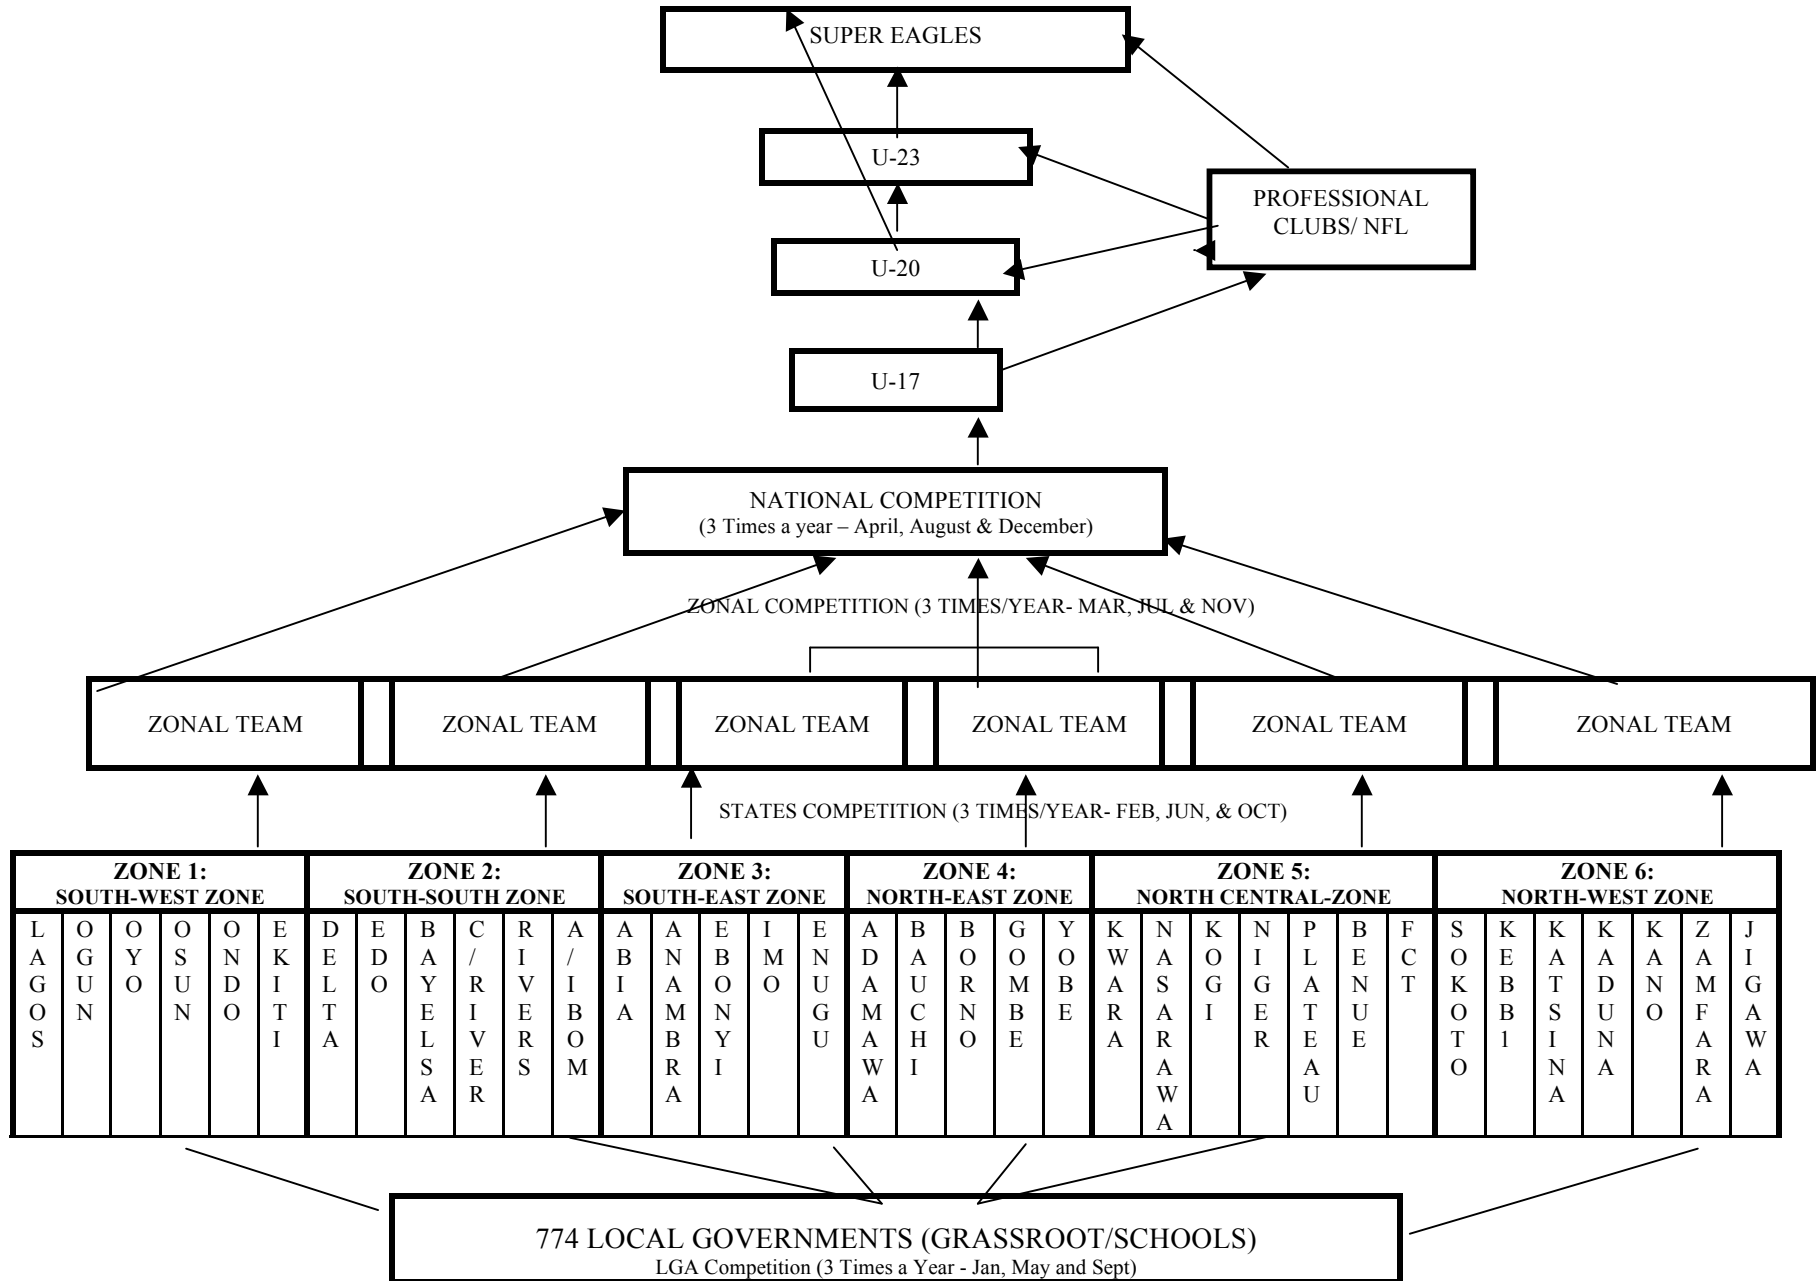 SUPER EAGLES
U-23
PROFESSIONAL
CLUBS/ NFL
U-20
U-17
NATIONAL COMPETITION
(3 Times a year – April, August & December)
ZONAL COMPETITION (3 TIMES/YEAR- MAR, JUL & NOV)
ZONAL TEAM
ZONAL TEAM
ZONAL TEAM
ZONAL TEAM
ZONAL TEAM
ZONAL TEAM
STATES COMPETITION (3 TIMES/YEAR- FEB, JUN, & OCT)
ZONE 1:
SOUTH-WEST ZONE
ZONE 2:
SOUTH-SOUTH ZONE
ZONE 3:
SOUTH-EAST ZONE
ZONE 4:
NORTH-EAST ZONE
ZONE 5:
NORTH CENTRAL-ZONE
ZONE 6:
NORTH-WEST ZONE
LAGOS
OGUN
OYO
OSUN
ONDO
EKITI
DELTA
EDO
BAYELSA
C/RIVER
RIVERS
A/IBOM
ABIA
ANAMBRA
EBONYI
IMO
ENUGU
ADAMAWA
BAUCHI
BORNO
GOMBE
YOBE
KWARA
NASARAWA
KOGI
NIGER
PLATEAU
BENUE
FCT
SOKOTO
KEBB1
KATSINA
KADUNA
KANO
ZAMFARA
JIGAWA
774 LOCAL GOVERNMENTS (GRASSROOT/SCHOOLS)
LGA Competition (3 Times a Year - Jan, May and Sept)